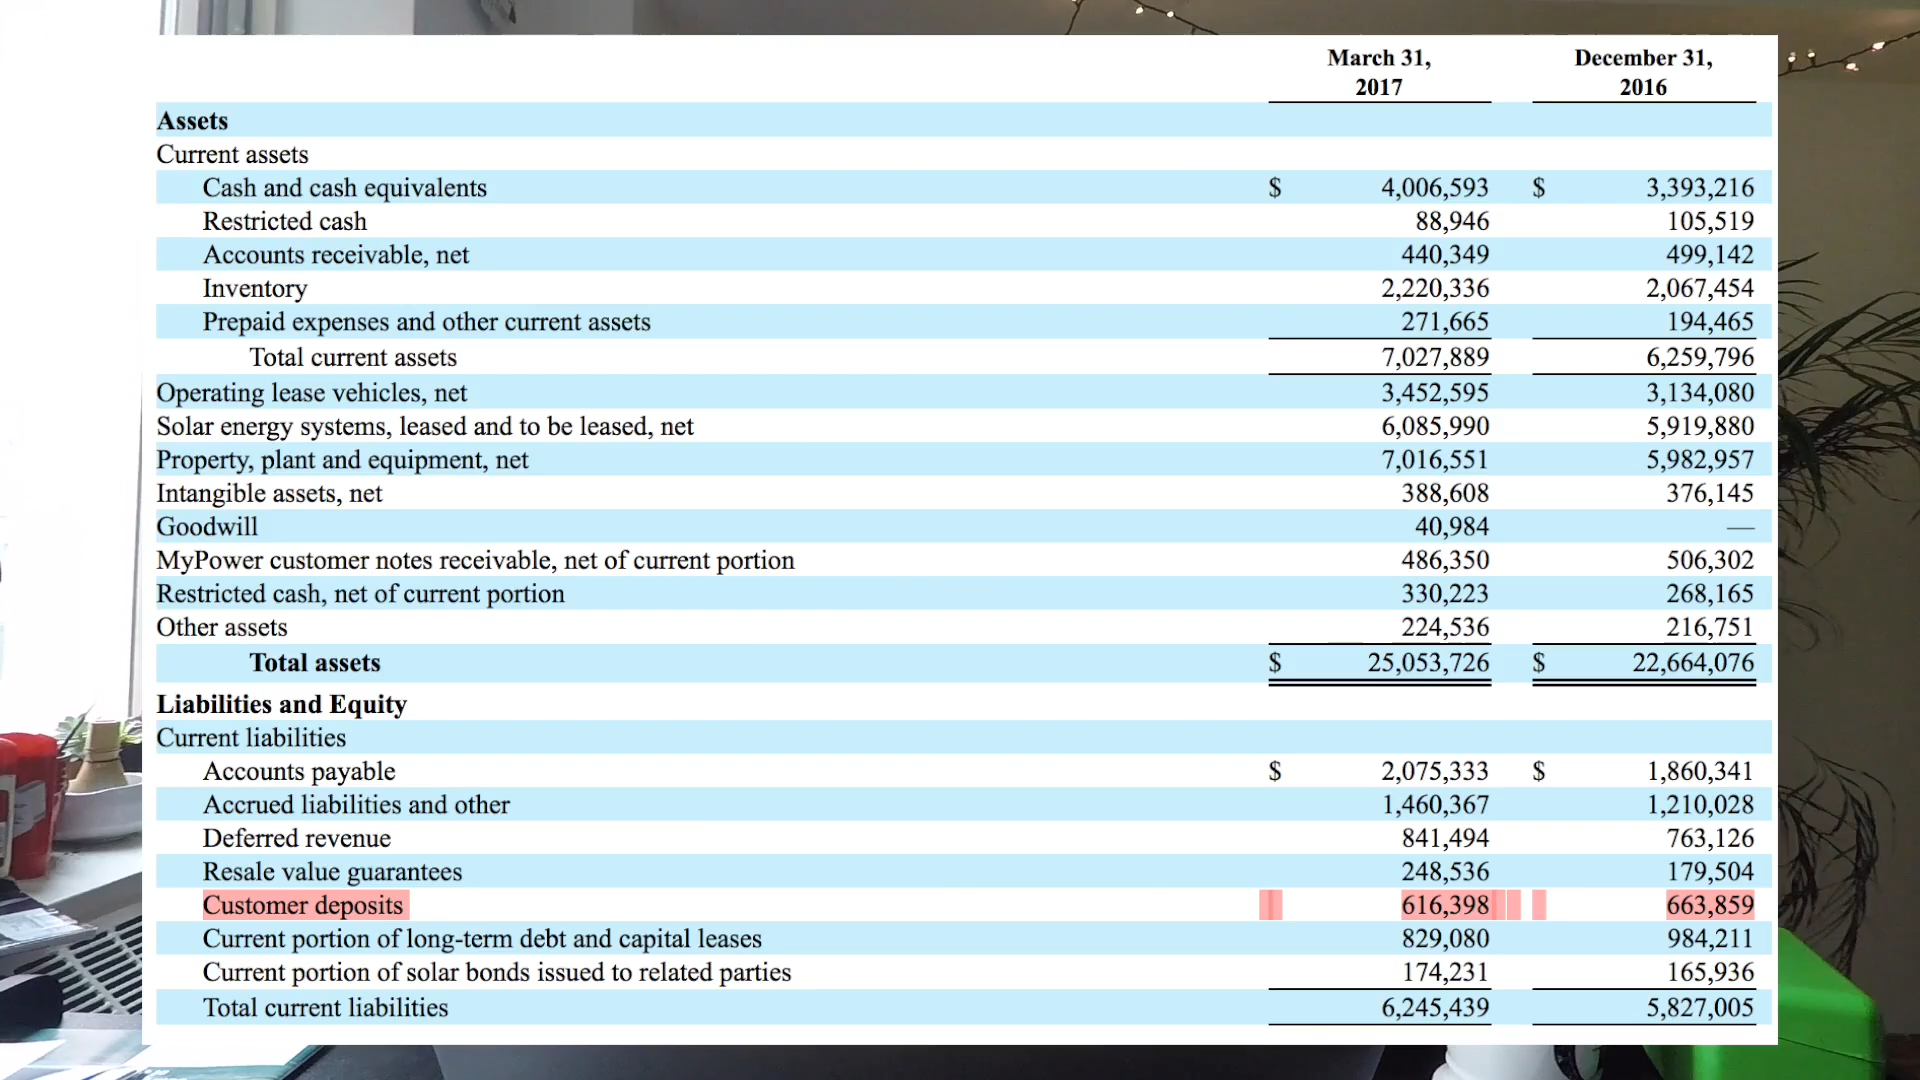 March 31, 2017 December 31, 2016
Assets
Current assets
Cash and cash equivalents $ 4,006,593 $ 3,393,216
Restricted cash 88,946 105,519
Accounts receivable, net 440,349 499,142
Inventory 2,220,336 2,067,454
Prepaid expenses and other current assets 271,665 194,465
Total current assets 7,027,889 6,259,796
Operating lease vehicles, net 3,452,595 3,134,080
Solar energy systems, leased and to be leased, net 6,085,990 5,919,880
Property, plant and equipment, net 7,016,551 5,982,957
Intangible assets, net 388,608 376,145
Goodwill 40,984 —
MyPower customer notes receivable, net of current portion 486,350 506,302
Restricted cash, net of current portion 330,223 268,165
Other assets 224,536 216,751
Total assets $ 25,053,726 $ 22,664,076
Liabilities and Equity
Current liabilities
Accounts payable $ 2,075,333 $ 1,860,341
Accrued liabilities and other 1,460,367 1,210,028
Deferred revenue 841,494 763,126
Resale value guarantees 248,536 179,504
Customer deposits 616,398 663,859
Current portion of long-term debt and capital leases 829,080 984,211
Current portion of solar bonds issued to related parties 174,231 165,936
Total current liabilities 6,245,439 5,827,005